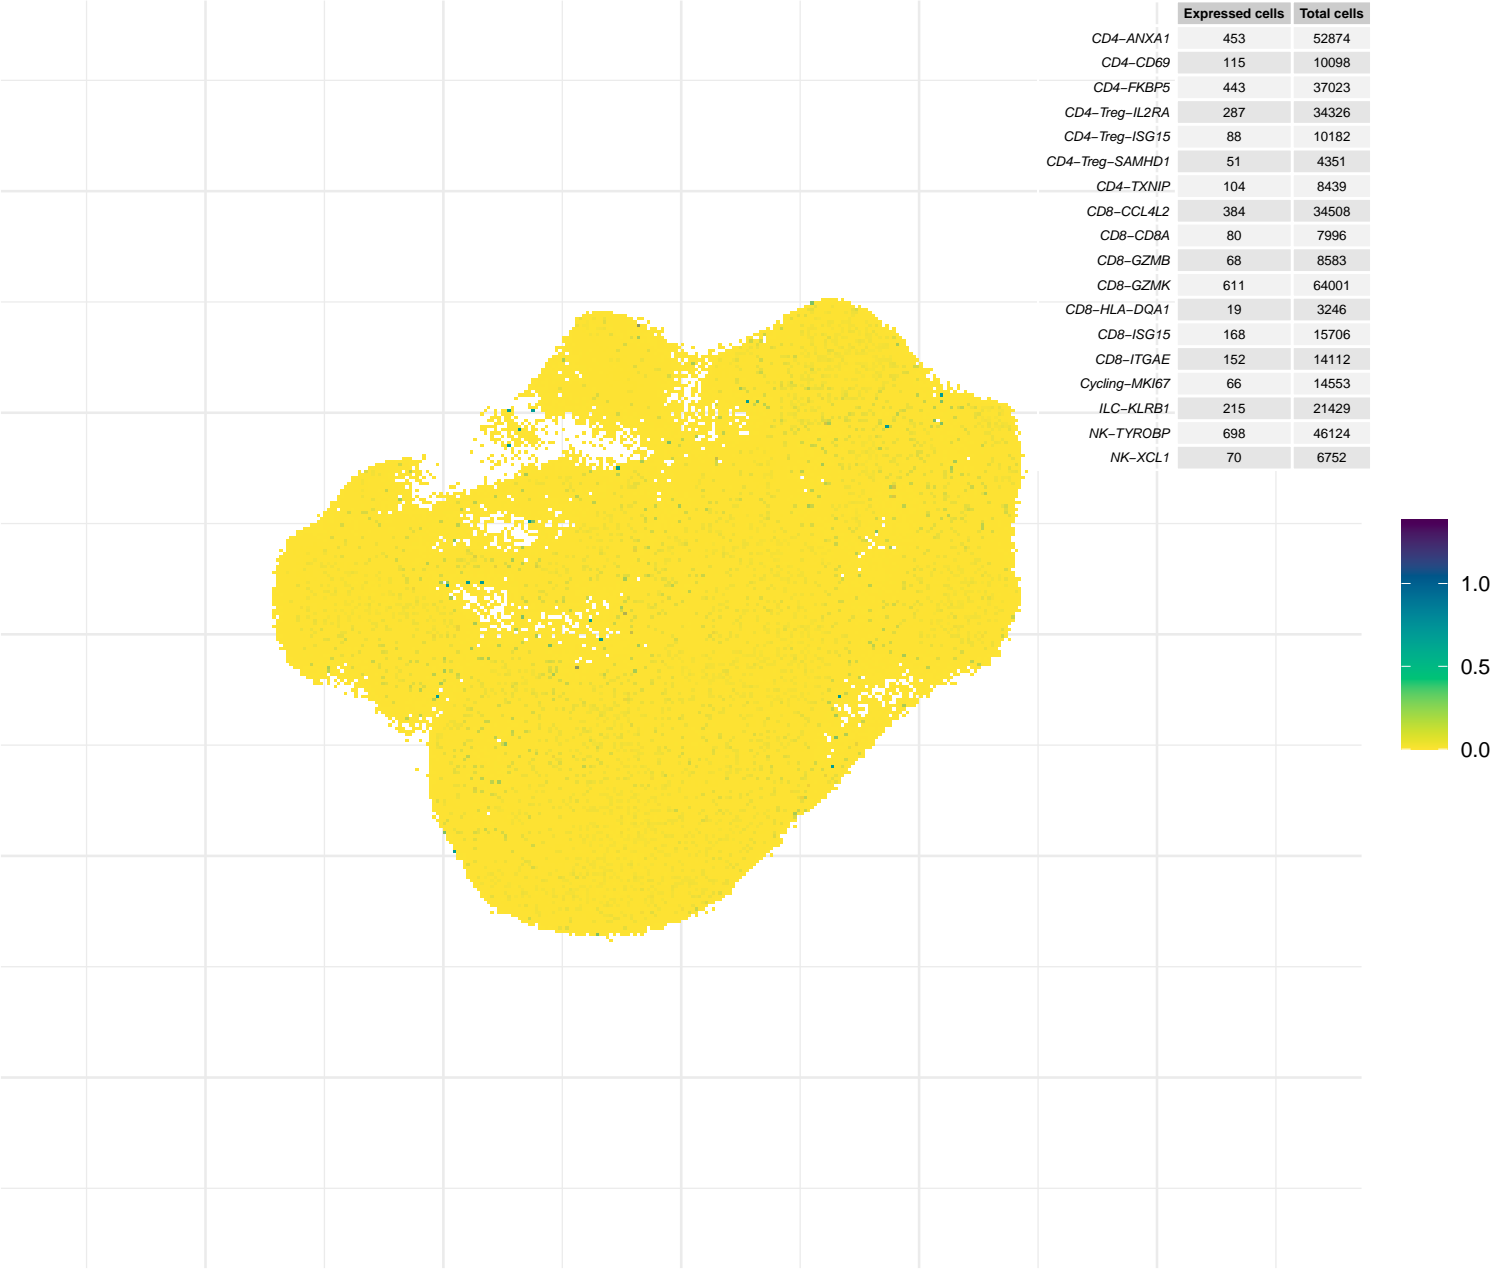 Expressed cells Total cells
CD4−ANXA1 453 52874
CD4−CD69 115 10098
CD4−FKBP5 443 37023
CD4−Treg−IL2RA 287 34326
CD4−Treg−ISG15 88 10182
CD4−Treg−SAMHD1 51 4351
CD4−TXNIP 104 8439
CD8−CCL4L2 384 34508
CD8−CD8A 80 7996
CD8−GZMB 68 8583
CD8−GZMK 611 64001
CD8−HLA−DQA1 19 3246
CD8−ISG15 168 15706
CD8−ITGAE 152 14112
Cycling−MKI67 66 14553
ILC−KLRB1 215 21429
NK−TYROBP 698 46124
NK−XCL1 70 6752
1.0
0.5
0.0